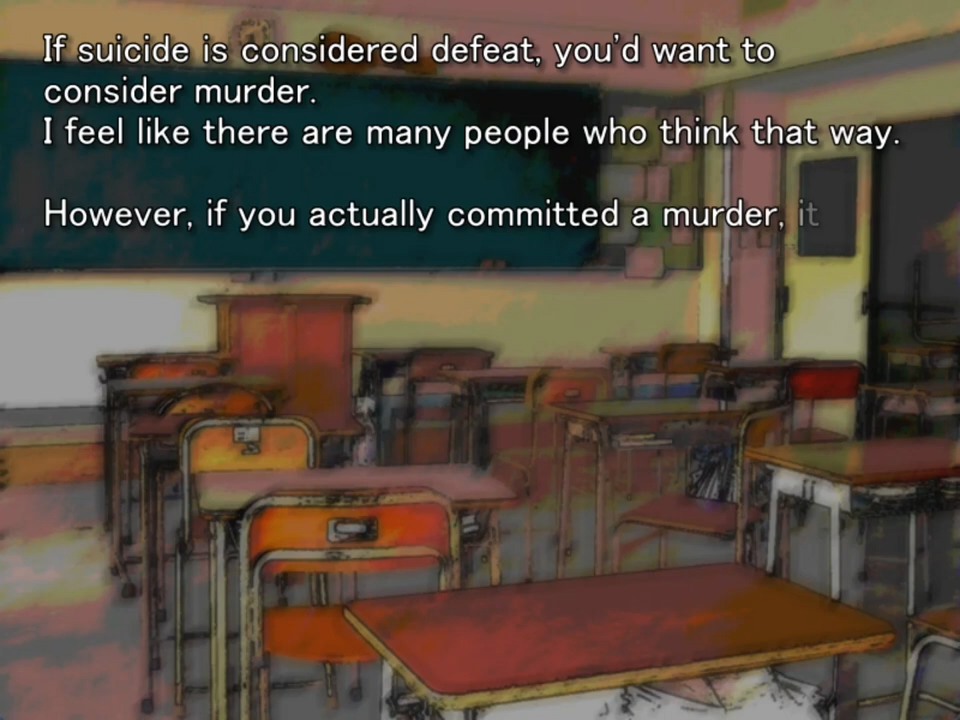 If suicide is considered defeat, you'd want to
consider murder.
I feel like there are many people who think that way.
However, if you actually committed a murder, it